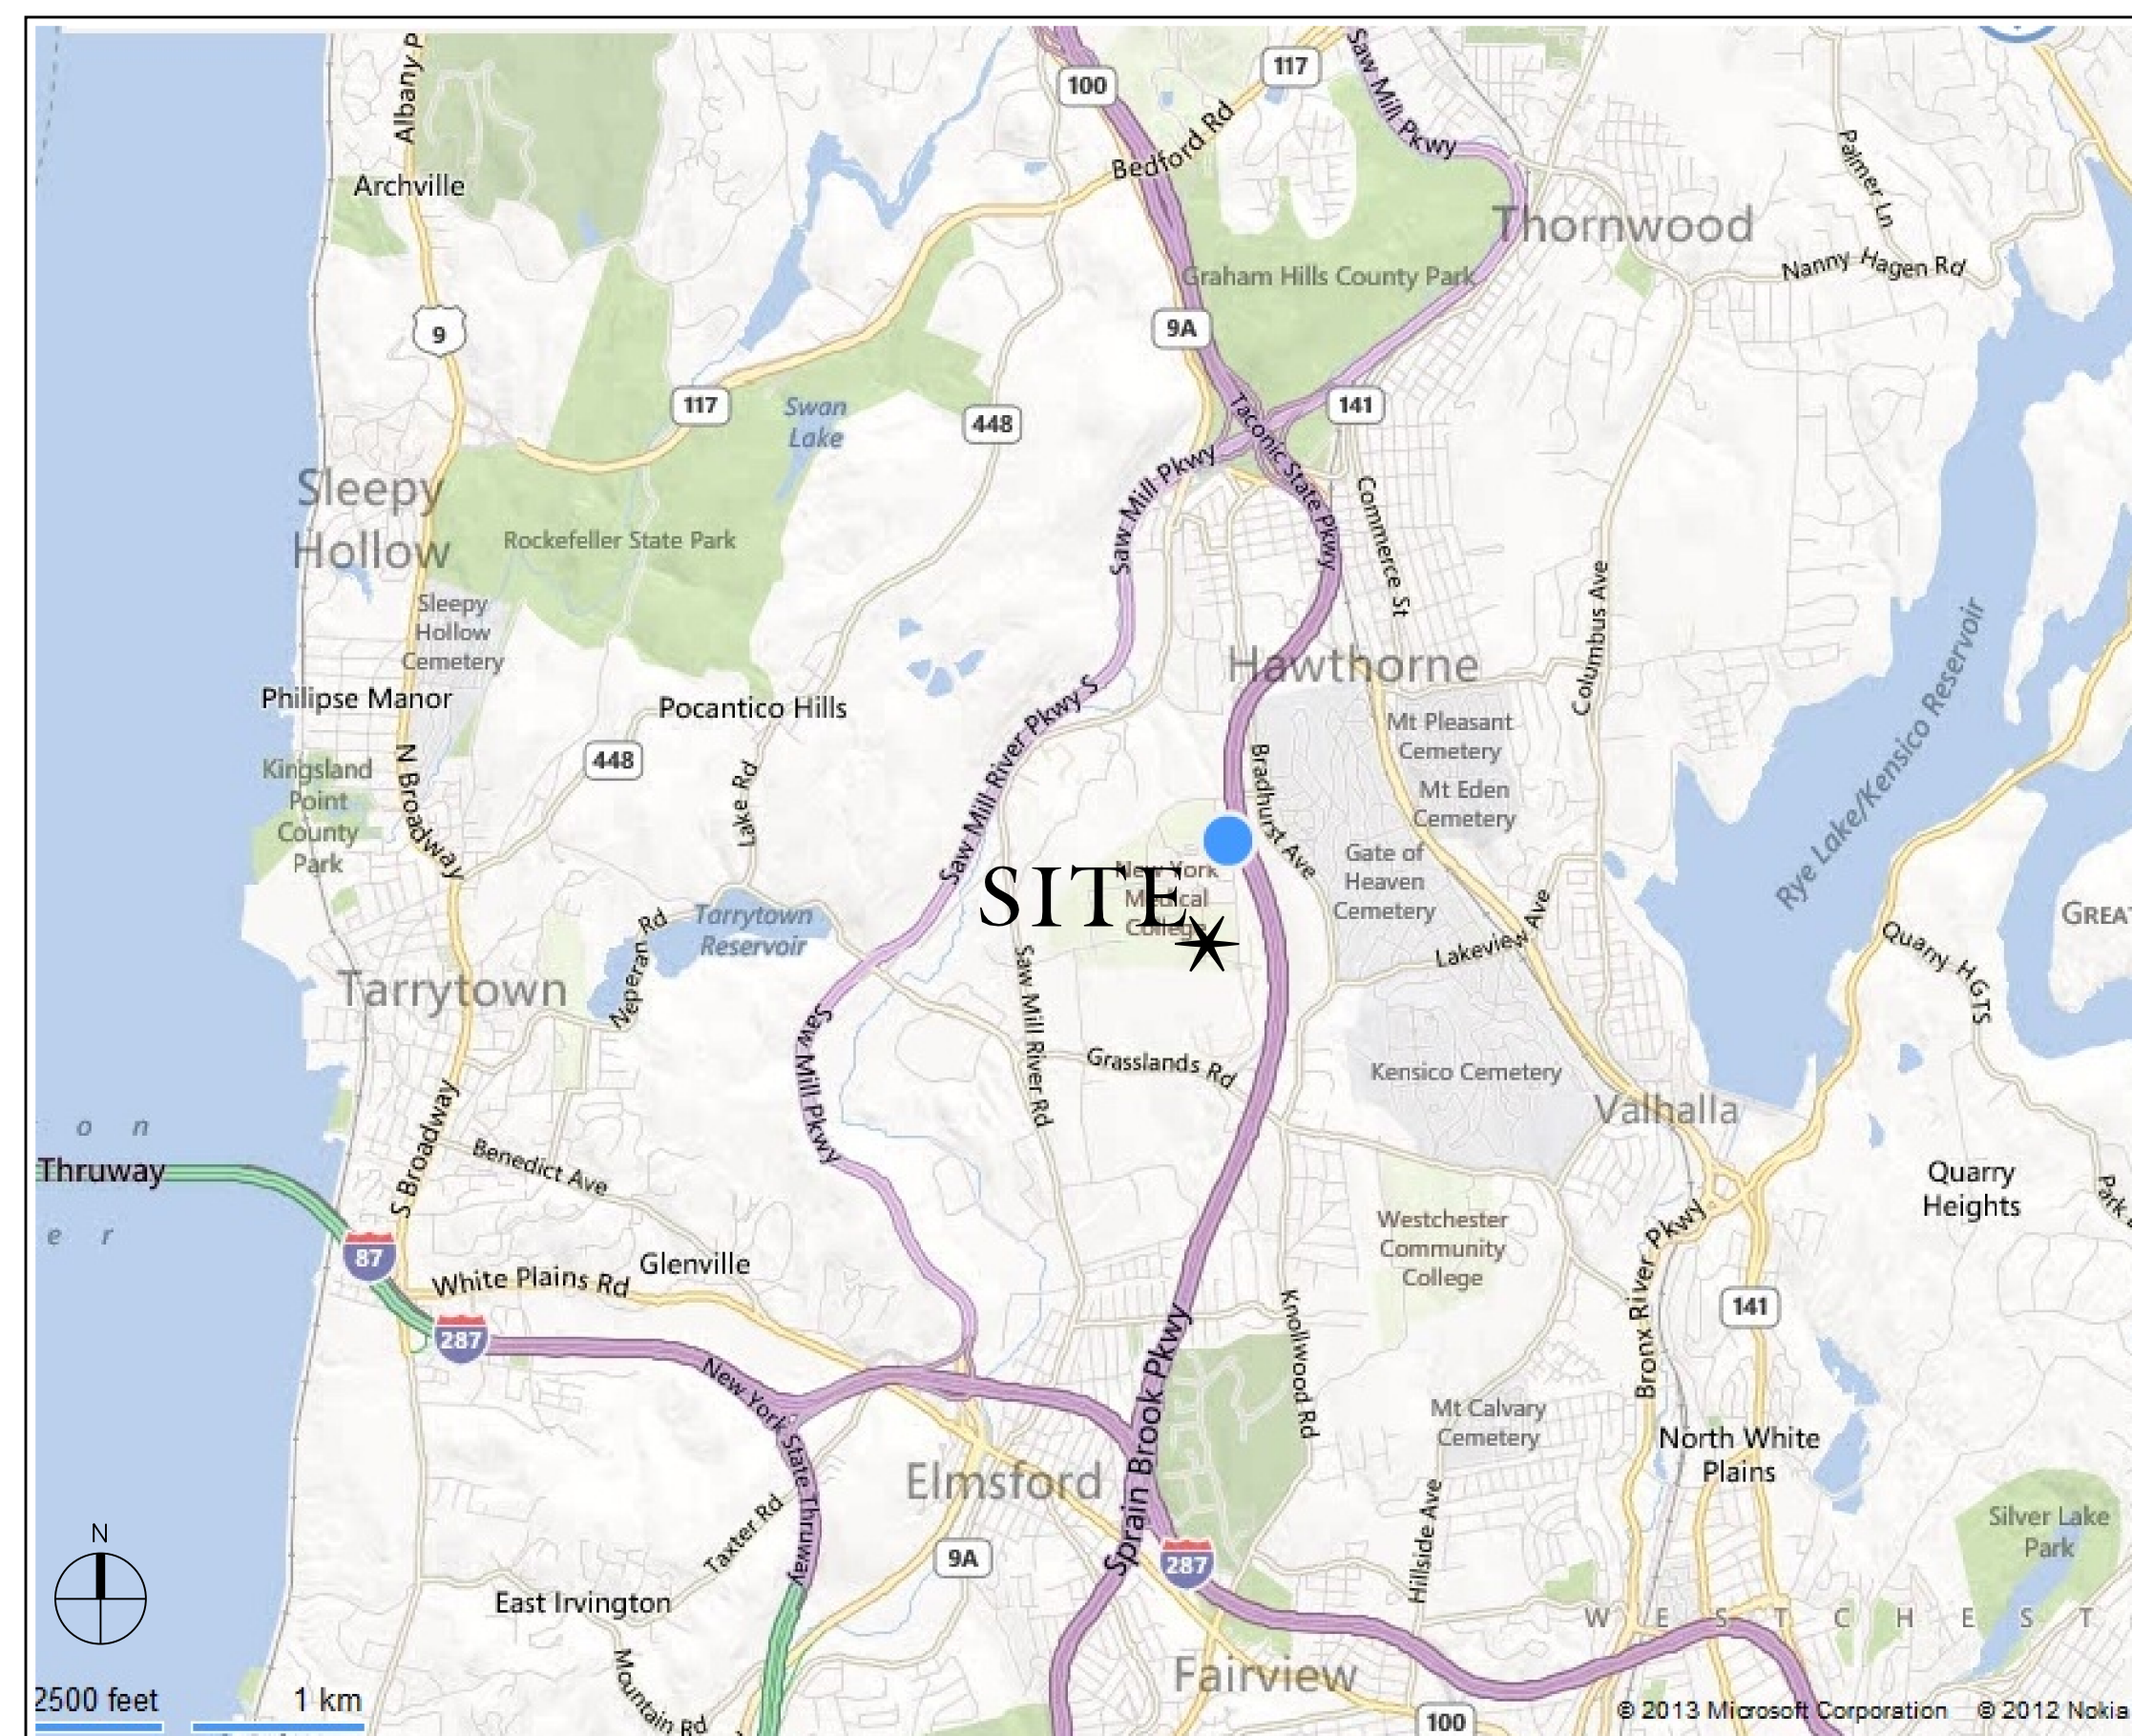 Albany P
100
117
Saw Mill Pkwy
Bedford Rd
Palmer Ln
Archville
Thornwood
Nanny Hagen Rd
Graham Hills County Park
9
9A
117
Swan
Lake
448
141
Taconic State Pkwy
Saw Mill Pkwy
Commerce St
Sleepy
Hollow
Rockefeller State Park
Columbus Ave
Sleepy
Hollow
Cemetery
Rye Lake/Kensico Reservoir
Hawthorne
Philipse Manor
Pocantico Hills
Saw Mill River Pkwy S
Mt Pleasant
Cemetery
Kingsland
Point
County
Park
N Broadway
448
Lake Rd
Bradhurst Ave
Mt Eden
Cemetery
Gate of
Heaven
Cemetery
SITE
New York
Medical
College
Tarrytown
Reservoir
Neperan Rd
Lakeview Ave
GREA
Quarry HGTS
Tarrytown
Saw Mill River Rd
Saw Mill Pkwy
Grasslands Rd
Kensico Cemetery
Valhalla
o n
Thruway
e r
S Broadway
Benedict Ave
Quarry
Heights
Park
Westchester
Community
College
87
Glenville
White Plains Rd
287
Bronx River Pkwy
141
Knollwood Rd
New York State Thruway
Sprain Brook Pkwy
Mt Calvary
Cemetery
North White
Plains
Elmsford
Hillside Ave
Taxter Rd
9A
287
Silver Lake
Park
N
East Irvington
W E S T C H E S T
Mountain Rd
Fairview
2500 feet
1 km
100
© 2013 Microsoft Corporation © 2012 Nokia